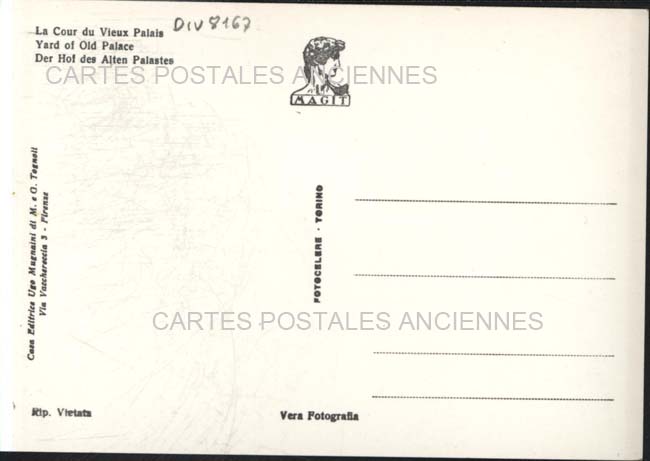 DIV 8167
La Cour du Vieux Palais
Yard of Old Palace
Der Hof des Alten Palastes
CARTES POSTALES ANCIENNES
MAGIT
Casa Editrice Ugo Mugnaini di M. e G. Tognoli
Via Vacchereccia 3 - Firenze
FOTOCELERE - TORINO
CARTES POSTALES ANCIENNES
Rip. Vietata
Vera Fotografia